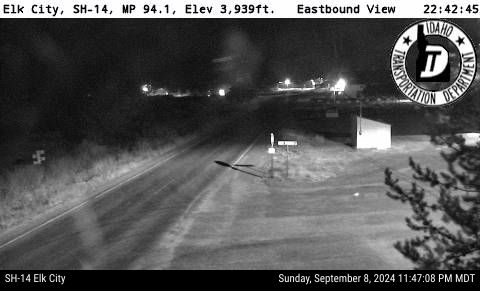 Elk City, SH-14, MP 94.1, Elev 3,939ft. Eastbound View 22:42:45
IDAHO
TRANSPORTATION DEPARTMENT
SH-14 Elk City Sunday, September 8, 2024 11:47:08 PM MDT